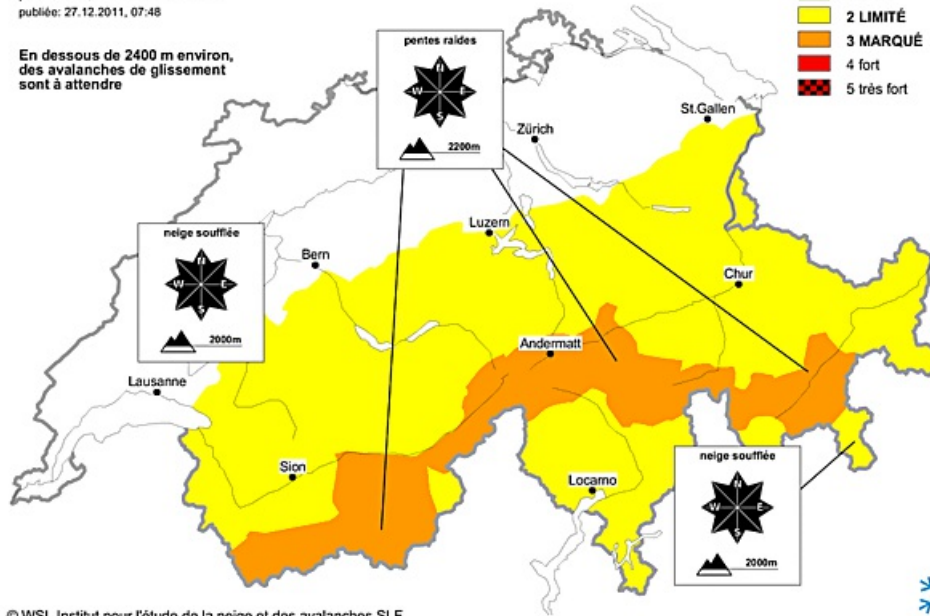 publiée: 27.12.2011, 07:48
En dessous de 2400 m environ,
des avalanches de glissement
sont à attendre
2 LIMITÉ
3 MARQUÉ
4 fort
5 très fort
pentes raides
N
W E
S
2200m
St.Gallen
Zürich
neige soufflée
N
W E
S
2000m
Luzern
Bern
Chur
Andermatt
Lausanne
Sion
Locarno
neige soufflée
N
W E
S
2000m
© WSL Institut pour l'étude de la neige et des avalanches SLF